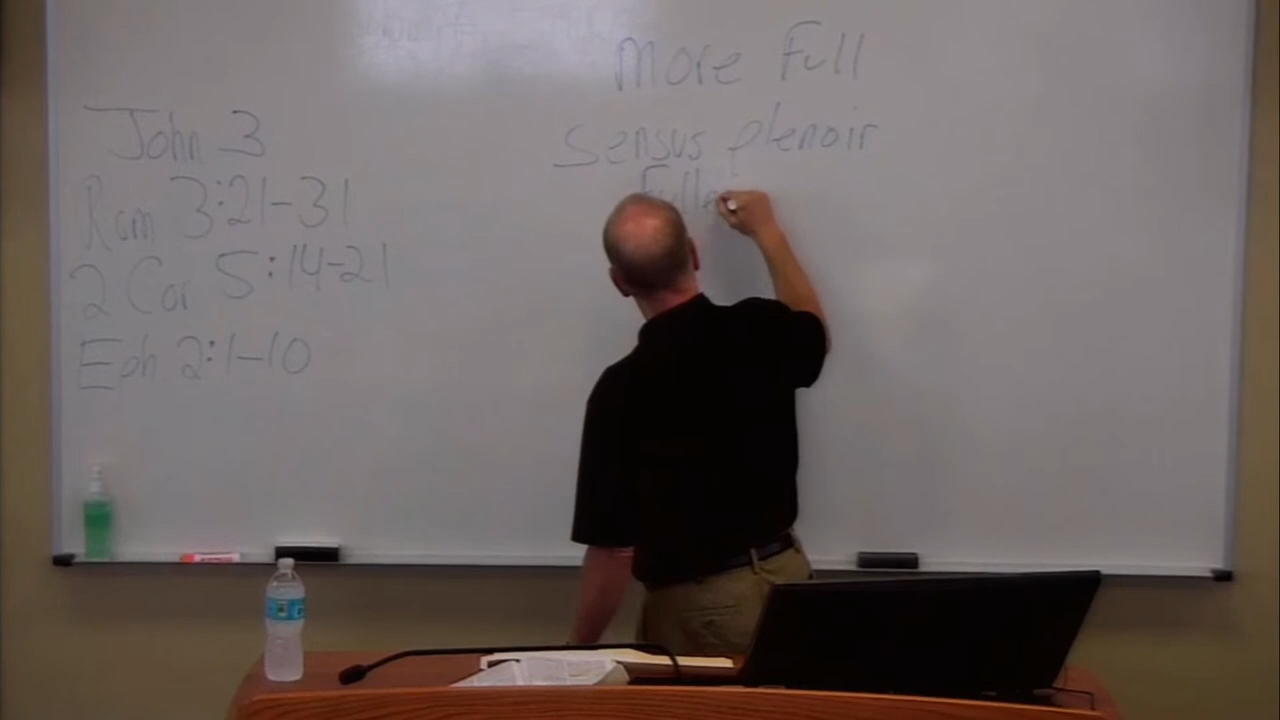 John 3
Rom 3:21-31
2 Cor 5:14-21
Eph 2:1-10
More Full
Sensus plenoir